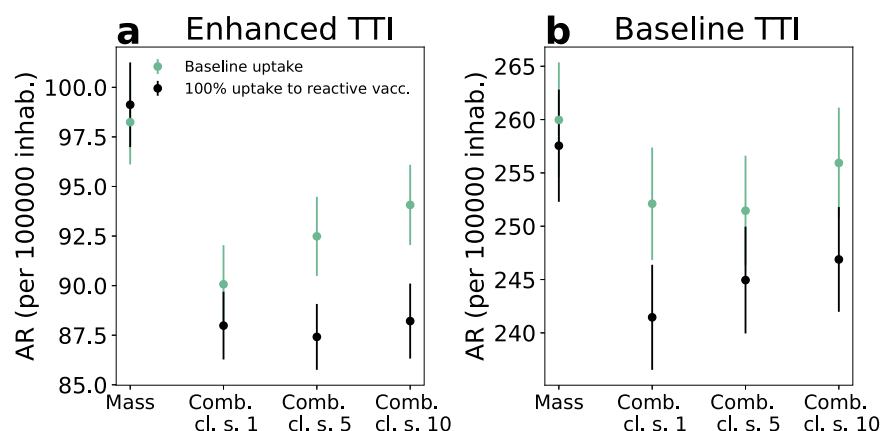 a Enhanced TTI
b Baseline TTI
Baseline uptake
100% uptake to reactive vacc.
AR (per 100000 inhab.)
100.0
97.5
95.0
92.5
90.0
87.5
85.0
Mass
Comb.
cl. s. 1
Comb.
cl. s. 5
Comb.
cl. s. 10
AR (per 100000 inhab.)
265
260
255
250
245
240
Mass
Comb.
cl. s. 1
Comb.
cl. s. 5
Comb.
cl. s. 10